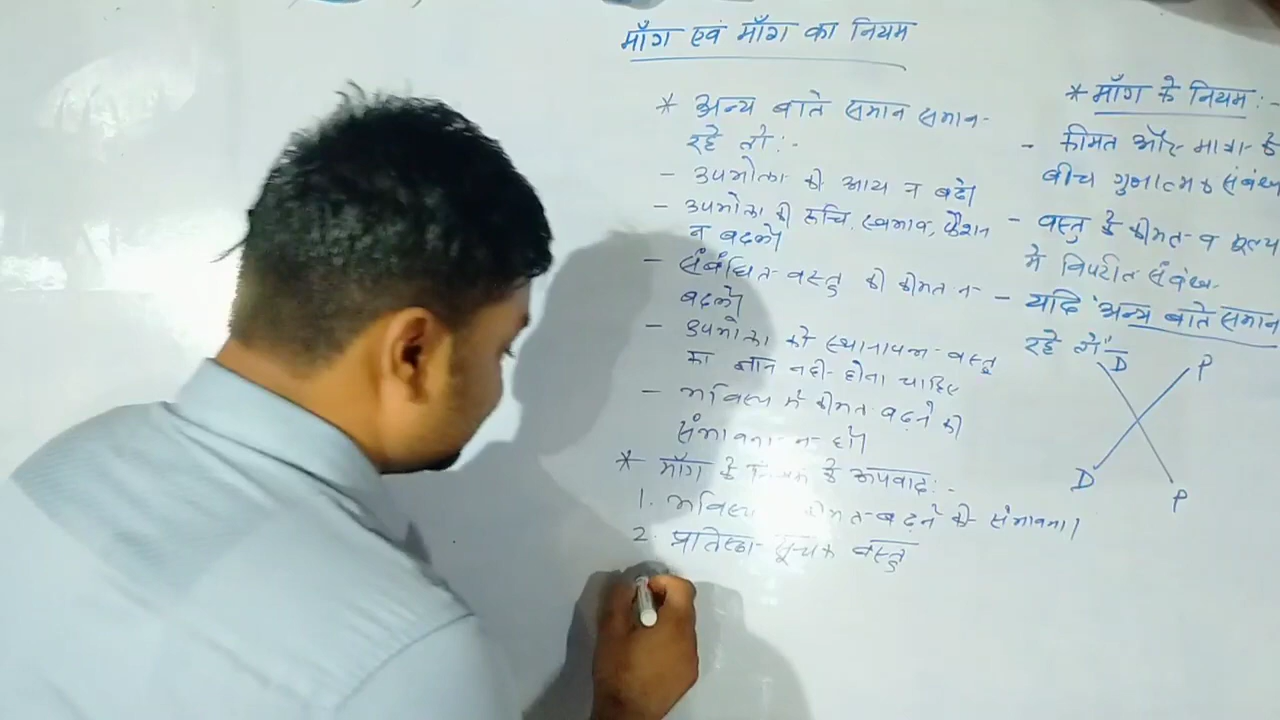 माँग एवं माँग का नियम
* अन्य बाते समान समान-
रहे तो:-
- उपभोक्ता की आय न बढ़े।
- उपभोक्ता की रूचि, स्वभाव, फैशन
न बदले।
- संबंधित वस्तु की कीमत न
बदले।
- उपभोक्ता को स्थानापन्न वस्तु
का ज्ञान नही होना चाहिए
- भविष्य में कीमत बढ़ने की
संभावना न हो।
* माँग के नियम के अपवाद:-
1. भविष्य कीमत बढ़ने की संभावना।
2. प्रतिष्ठा सूचक वस्तु
* माँग के नियम:-
- कीमत और मात्रा के
बीच गुणात्मक संबंध
- वस्तु के कीमत व मूल्य
मे विपरीत संबंध
- यदि "अन्य बाते समान
रहे तो"
D P
D P